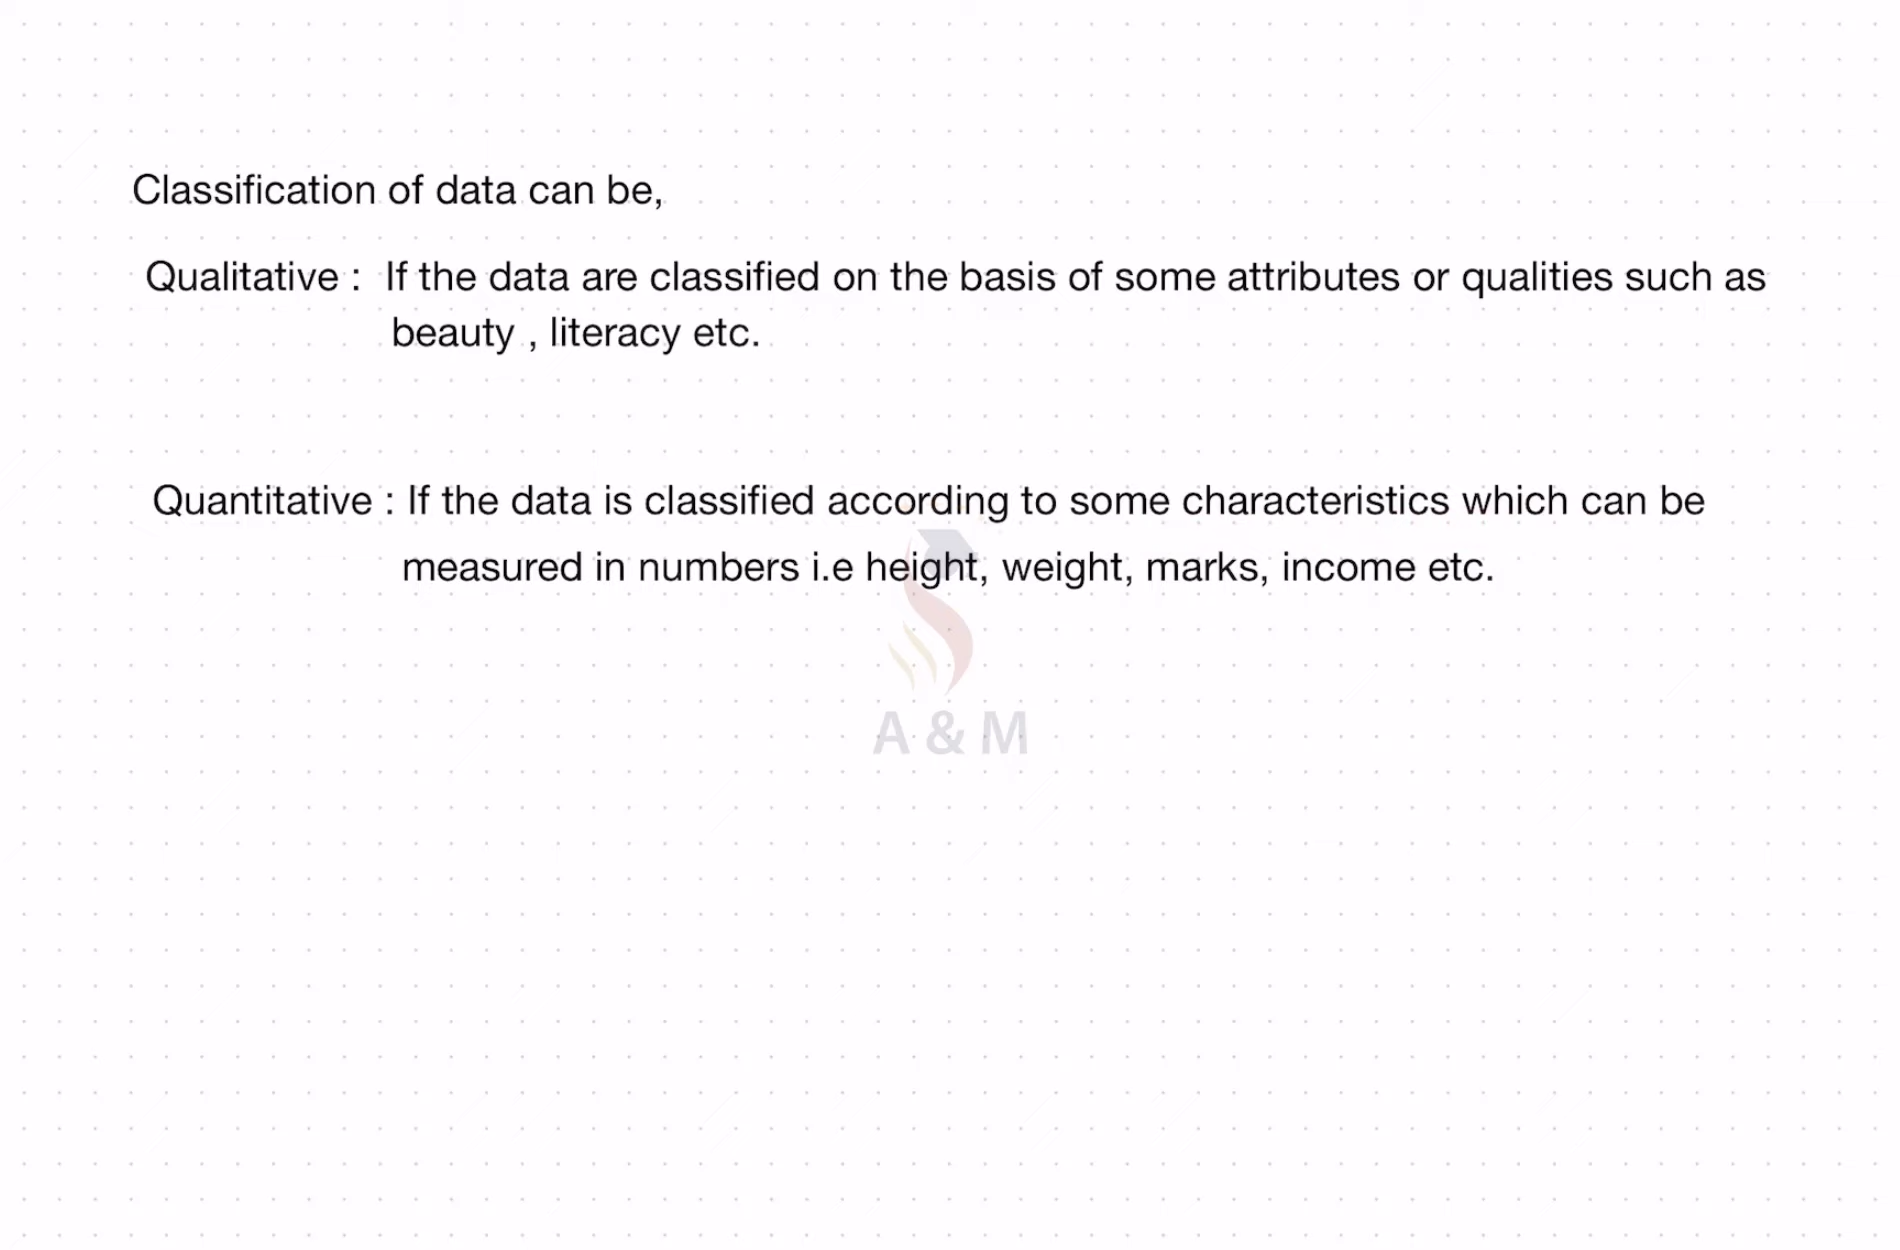 Classification of data can be,
Qualitative : If the data are classified on the basis of some attributes or qualities such as
beauty , literacy etc.
Quantitative : If the data is classified according to some characteristics which can be
measured in numbers i.e height, weight, marks, income etc.
A & M